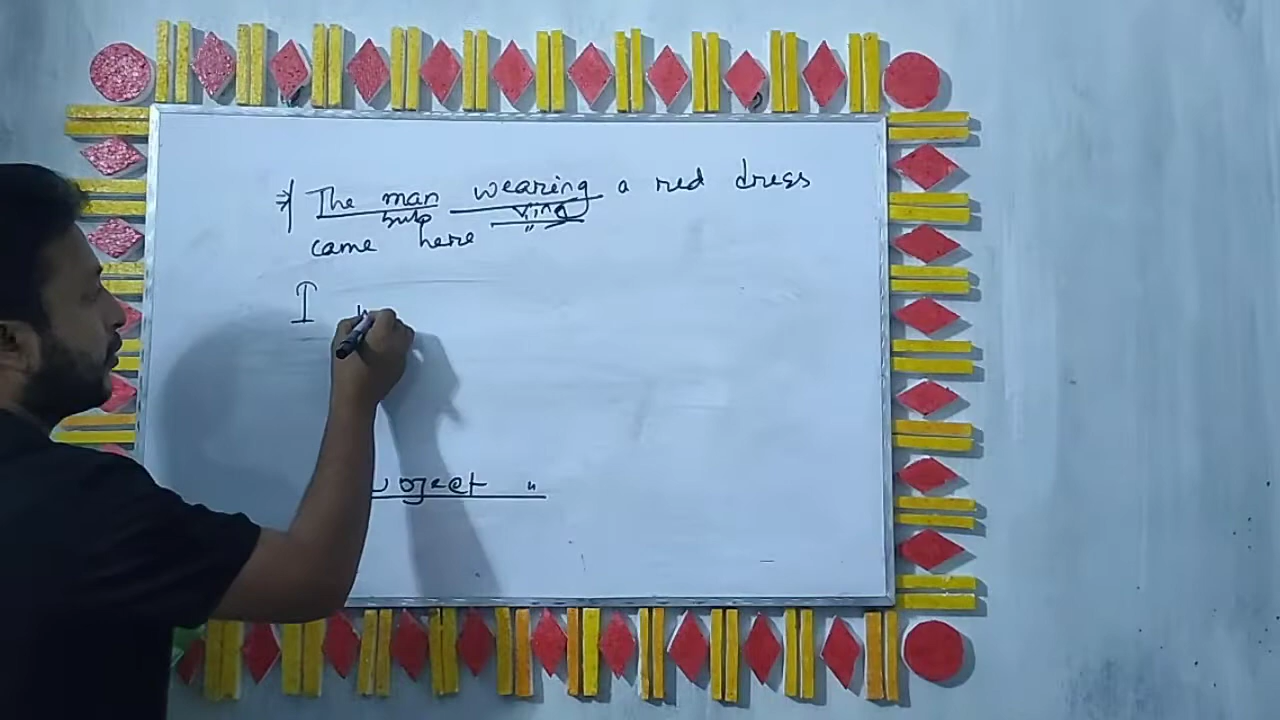 The man wearing a red dress
sub Ving
came here
I
object "